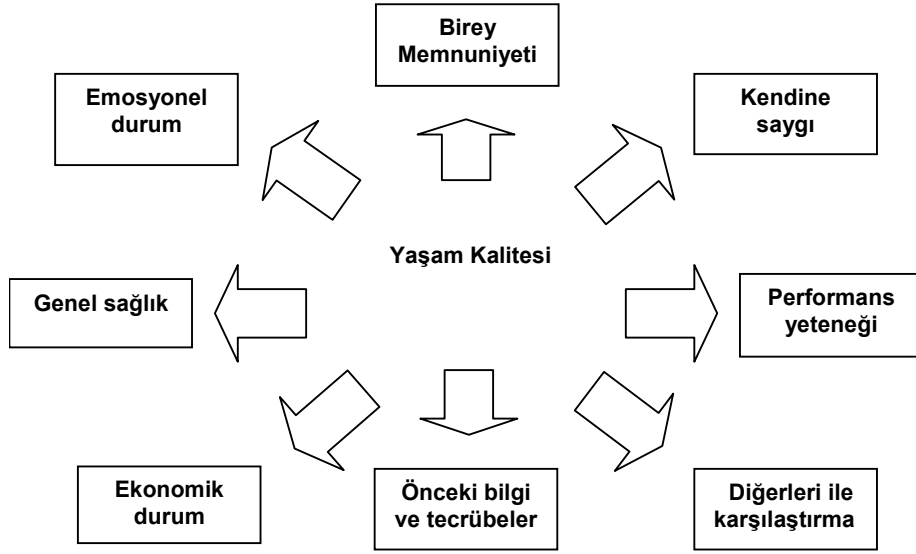 Birey
Memnuniyeti
Emosyonel
durum
Kendine
saygı
Yaşam Kalitesi
Genel sağlık
Performans
yeteneği
Ekonomik
durum
Önceki bilgi
ve tecrübeler
Diğerleri ile
karşılaştırma